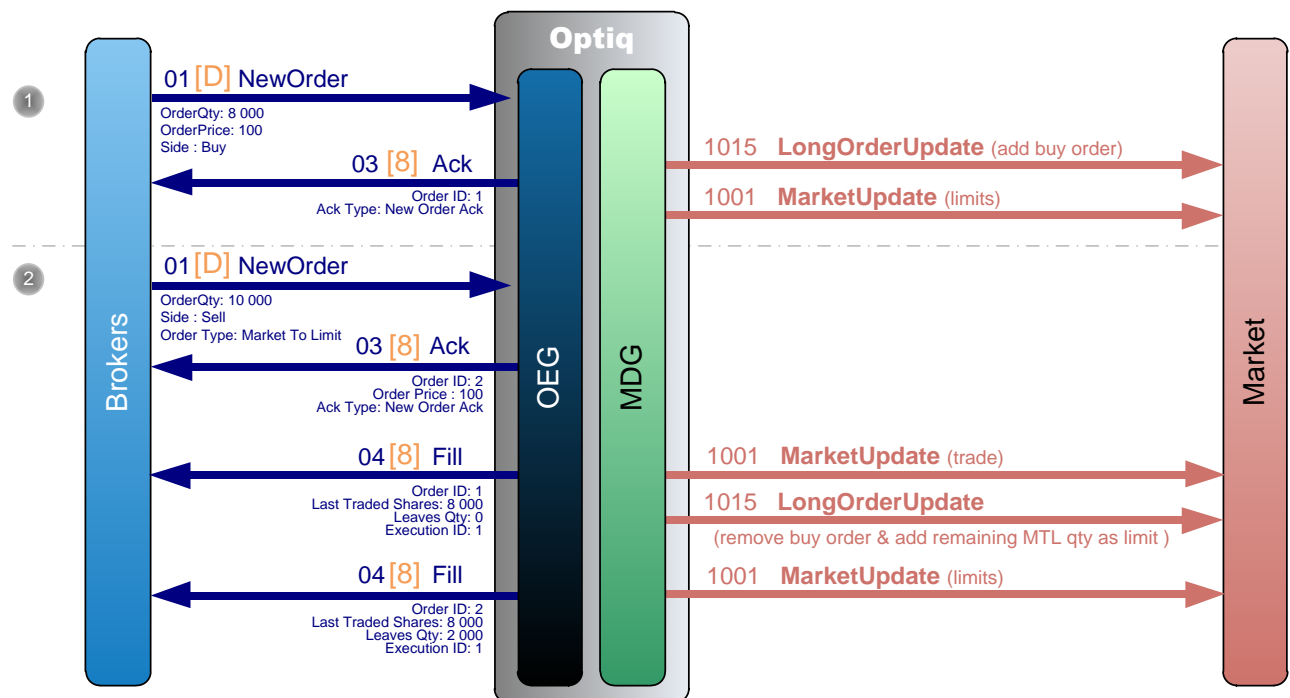 Optiq
1
01 [D] NewOrder
OrderQty: 8 000
OrderPrice: 100
Side : Buy
03 [8] Ack
Order ID: 1
Ack Type: New Order Ack
1015 LongOrderUpdate (add buy order)
1001 MarketUpdate (limits)
2
01 [D] NewOrder
OrderQty: 10 000
Side : Sell
Order Type: Market To Limit
03 [8] Ack
Order ID: 2
Order Price : 100
Ack Type: New Order Ack
Brokers
OEG
MDG
Market
04 [8] Fill
Order ID: 1
Last Traded Shares: 8 000
Leaves Qty: 0
Execution ID: 1
1001 MarketUpdate (trade)
1015 LongOrderUpdate
(remove buy order & add remaining MTL qty as limit )
04 [8] Fill
Order ID: 2
Last Traded Shares: 8 000
Leaves Qty: 2 000
Execution ID: 1
1001 MarketUpdate (limits)